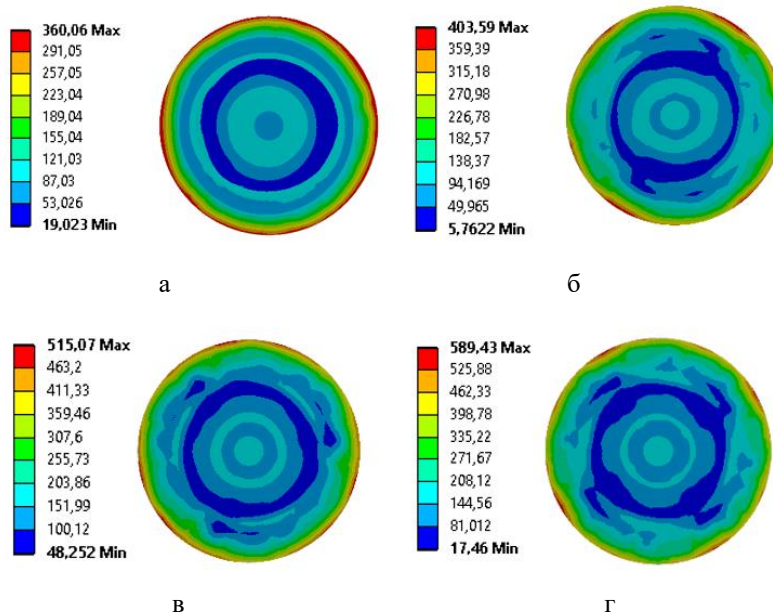 360,06 Max
291,05
257,05
223,04
189,04
155,04
121,03
87,03
53,026
19,023 Min
а
403,59 Max
359,39
315,18
270,98
226,78
182,57
138,37
94,169
49,965
5,7622 Min
б
515,07 Max
463,2
411,33
359,46
307,6
255,73
203,86
151,99
100,12
48,252 Min
в
589,43 Max
525,88
462,33
398,78
335,22
271,67
208,12
144,56
81,012
17,46 Min
г